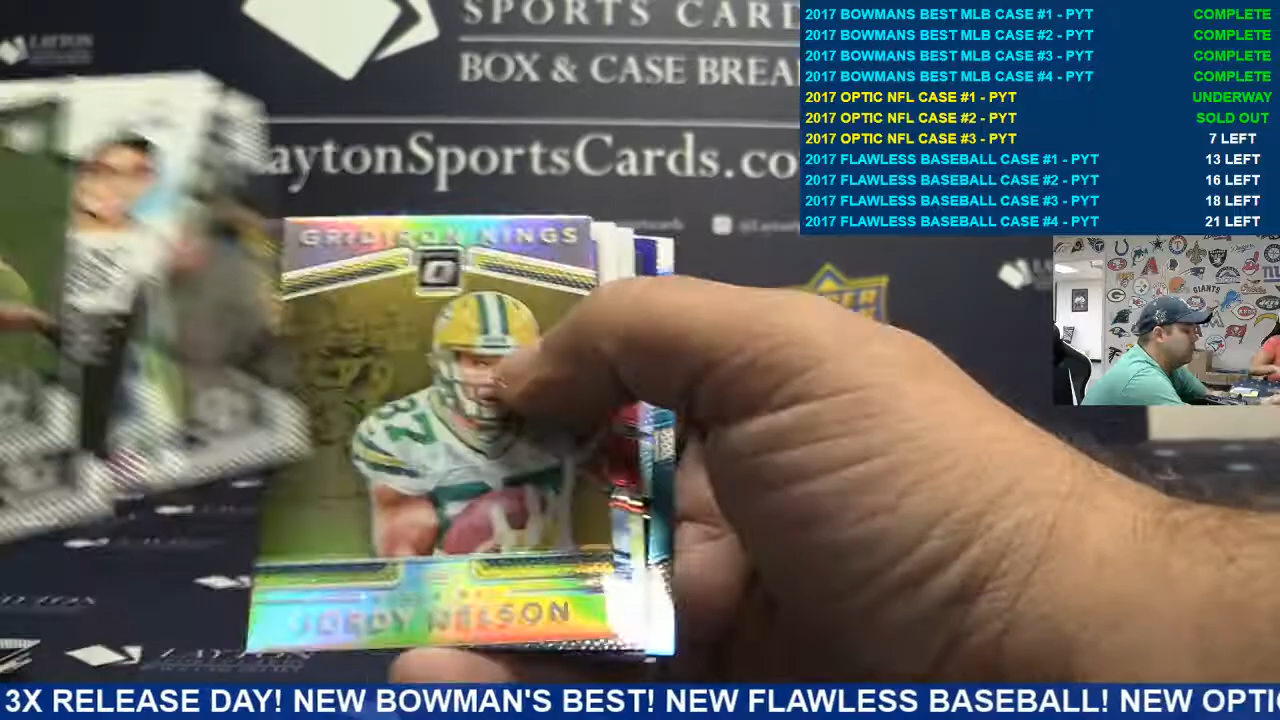 SPORTS CARD
BOX & CASE BREA
LaytonSportsCards.co
2017 BOWMANS BEST MLB CASE #1 - PYT COMPLETE
2017 BOWMANS BEST MLB CASE #2 - PYT COMPLETE
2017 BOWMANS BEST MLB CASE #3 - PYT COMPLETE
2017 BOWMANS BEST MLB CASE #4 - PYT COMPLETE
2017 OPTIC NFL CASE #1 - PYT UNDERWAY
2017 OPTIC NFL CASE #2 - PYT SOLD OUT
2017 OPTIC NFL CASE #3 - PYT 7 LEFT
2017 FLAWLESS BASEBALL CASE #1 - PYT 13 LEFT
2017 FLAWLESS BASEBALL CASE #2 - PYT 16 LEFT
2017 FLAWLESS BASEBALL CASE #3 - PYT 18 LEFT
2017 FLAWLESS BASEBALL CASE #4 - PYT 21 LEFT
LAYTON
GRIDIRON KINGS
87
JORDY NELSON
LAYTON
3X RELEASE DAY! NEW BOWMAN'S BEST! NEW FLAWLESS BASEBALL! NEW OPTI